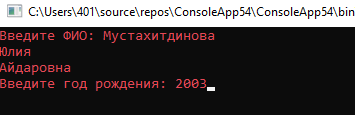 C:\Users\401\source\repos\ConsoleApp54\ConsoleApp54\bin
Введите ФИО: Мустахитдинова
Юлия
Айдаровна
Введите год рождения: 2003